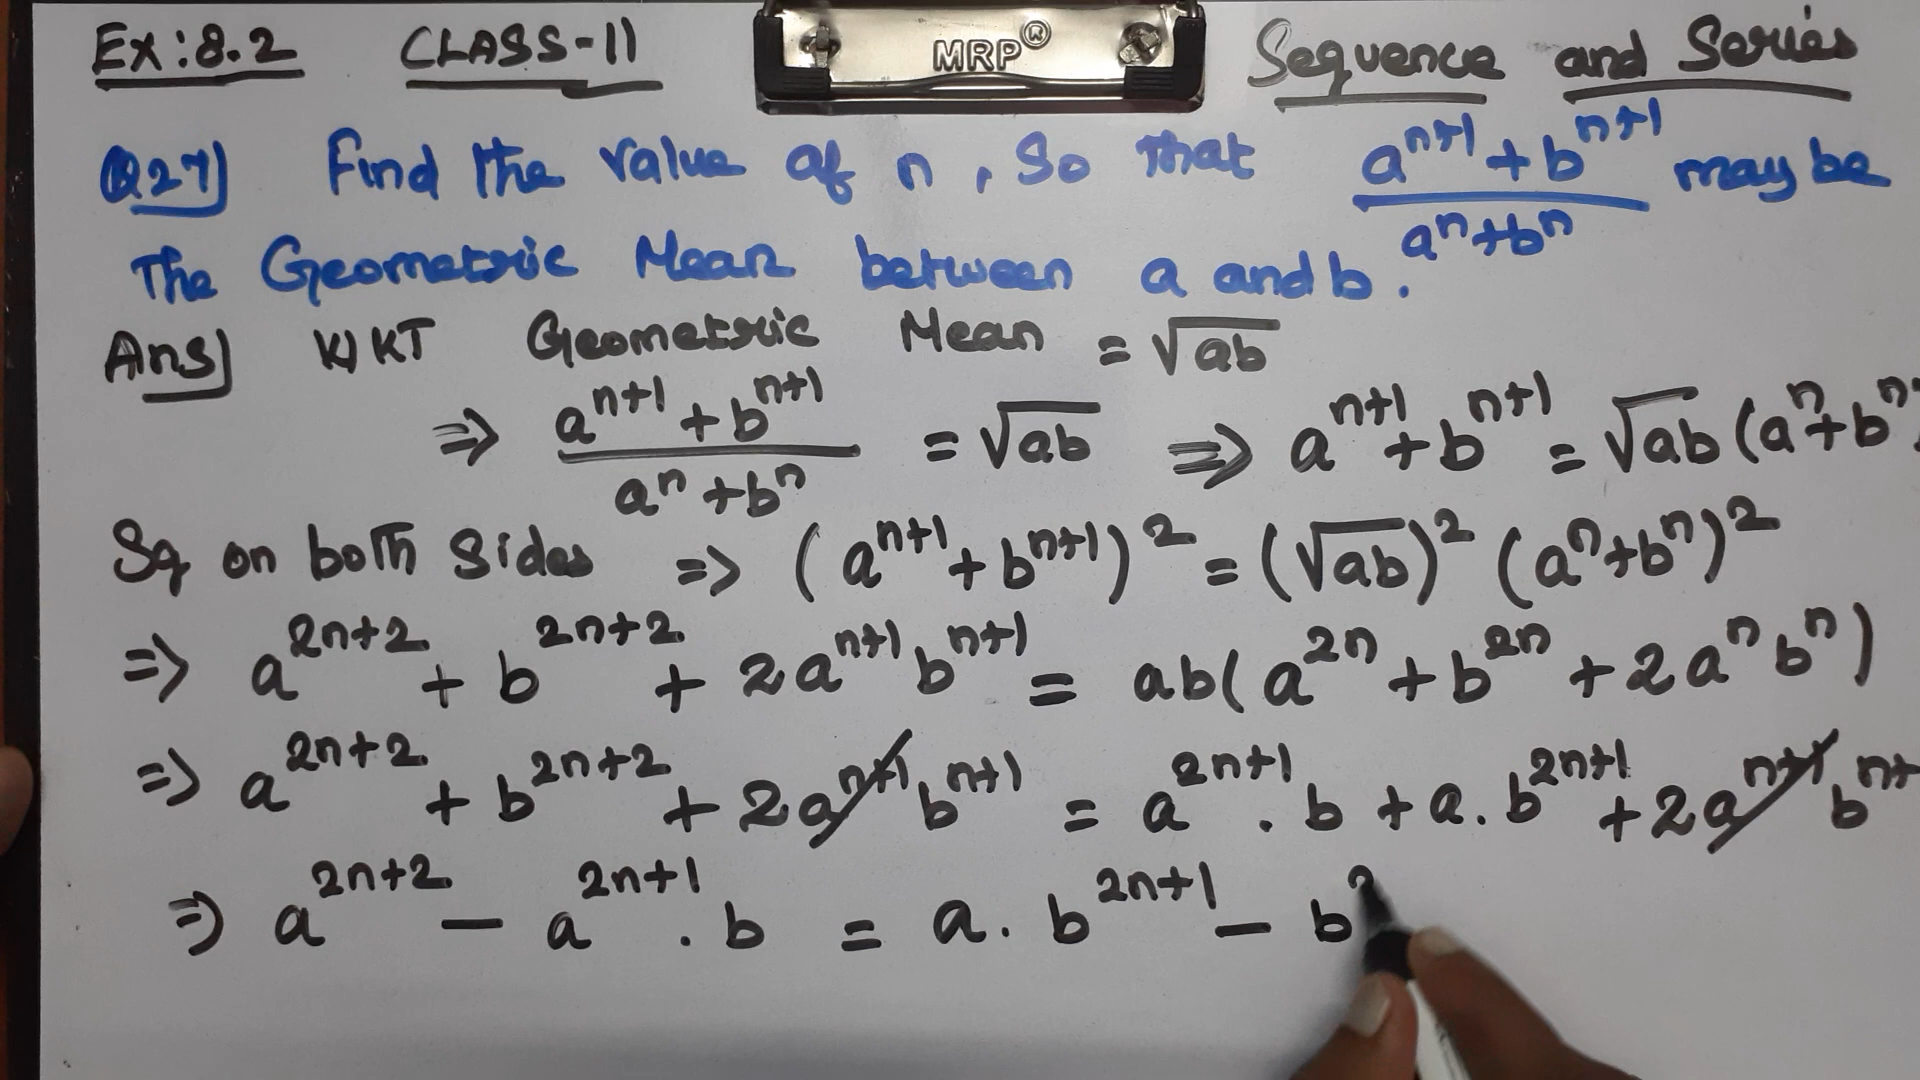 Ex:8.2 CLASS-11 MRP® Sequence and Series
Q27) Find the value of n, So that a^(n+1) + b^(n+1) / a^n + b^n may be
The Geometric Mean between a and b.
Ans) WKT Geometric Mean = √ab
⇒ a^(n+1) + b^(n+1) / a^n + b^n = √ab ⇒ a^(n+1) + b^(n+1) = √ab (a^n + b^n
Sq on both Sides => (a^(n+1) + b^(n+1))^2 = (√ab)^2 (a^n + b^n)^2
=> a^(2n+2) + b^(2n+2) + 2a^(n+1) b^(n+1) = ab(a^(2n) + b^(2n) + 2a^n b^n)
=> a^(2n+2) + b^(2n+2) + 2a^(n+1) b^(n+1) = a^(2n+1) . b + a. b^(2n+1) + 2a^(n+1) b^(n+
=> a^(2n+2) - a^(2n+1) . b = a. b^(2n+1) - b^2